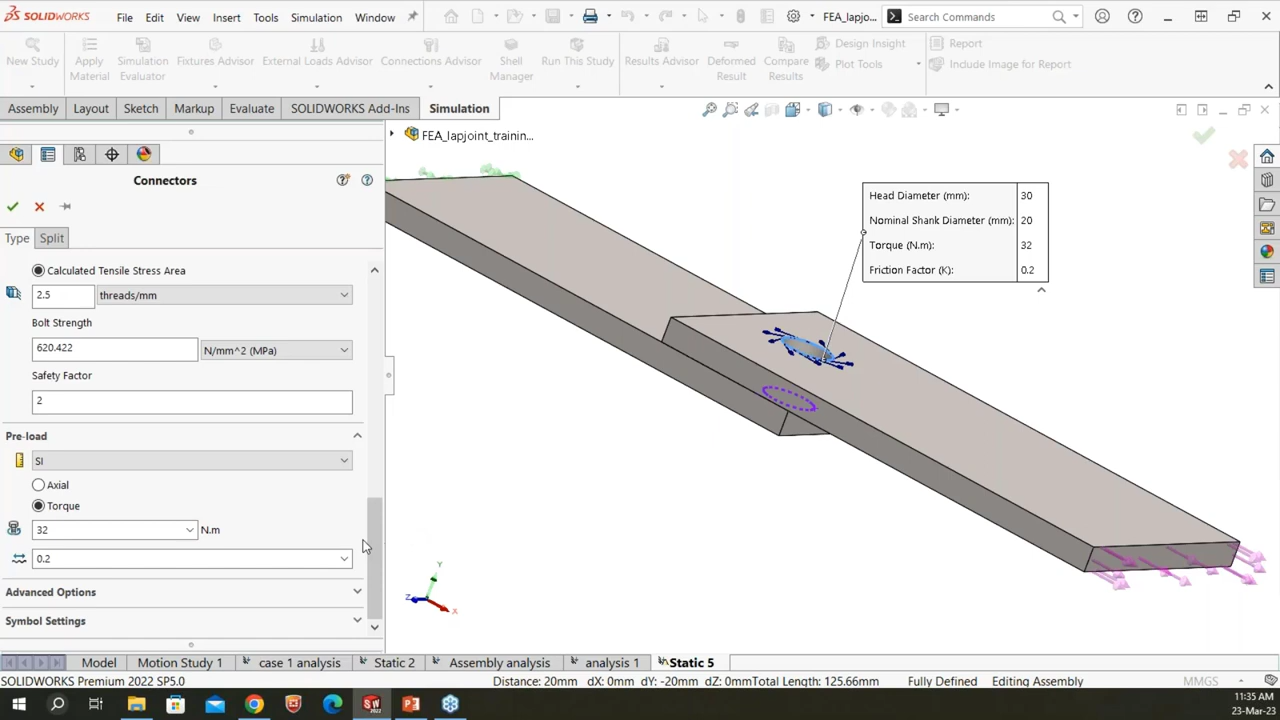 SOLIDWORKS File Edit View Insert Tools Simulation Window FEA_lapjo... Search Commands
New Study Apply Material Simulation Evaluator Fixtures Advisor External Loads Advisor Connections Advisor Shell Manager Run This Study Results Advisor Deformed Result Compare Results Design Insight Plot Tools Report Include Image for Report
Assembly Layout Sketch Markup Evaluate SOLIDWORKS Add-Ins Simulation
FEA_lapjoint_trainin...
Connectors
Type Split
Calculated Tensile Stress Area
2.5 threads/mm
Bolt Strength
620.422 N/mm^2 (MPa)
Safety Factor
2
Pre-load
SI
Axial
Torque
32 N.m
0.2
Advanced Options
Symbol Settings
Head Diameter (mm): 30
Nominal Shank Diameter (mm): 20
Torque (N.m): 32
Friction Factor (K): 0.2
Y
Z
X
Model Motion Study 1 case 1 analysis Static 2 Assembly analysis analysis 1 Static 5
SOLIDWORKS Premium 2022 SP5.0 Distance: 20mm dX: 0mm dY: -20mm dZ: 0mmTotal Length: 125.66mm Fully Defined Editing Assembly MMGS
11:35 AM
23-Mar-23